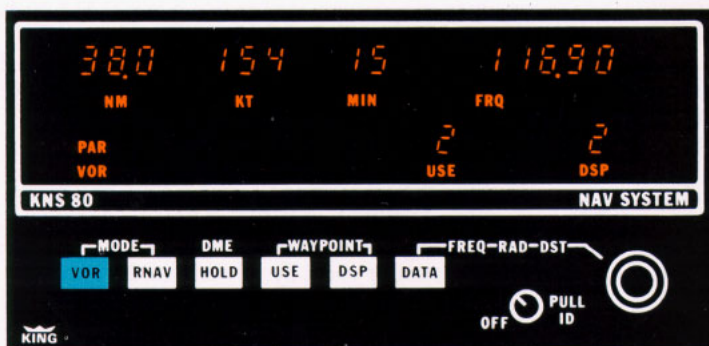 38.0 154 15 116.90
NM KT MIN FRQ
PAR 2 2
VOR USE DSP
KNS 80 NAV SYSTEM
MODE DME WAYPOINT FREQ-RAD-DST
VOR RNAV HOLD USE DSP DATA
OFF PULL ID
KING